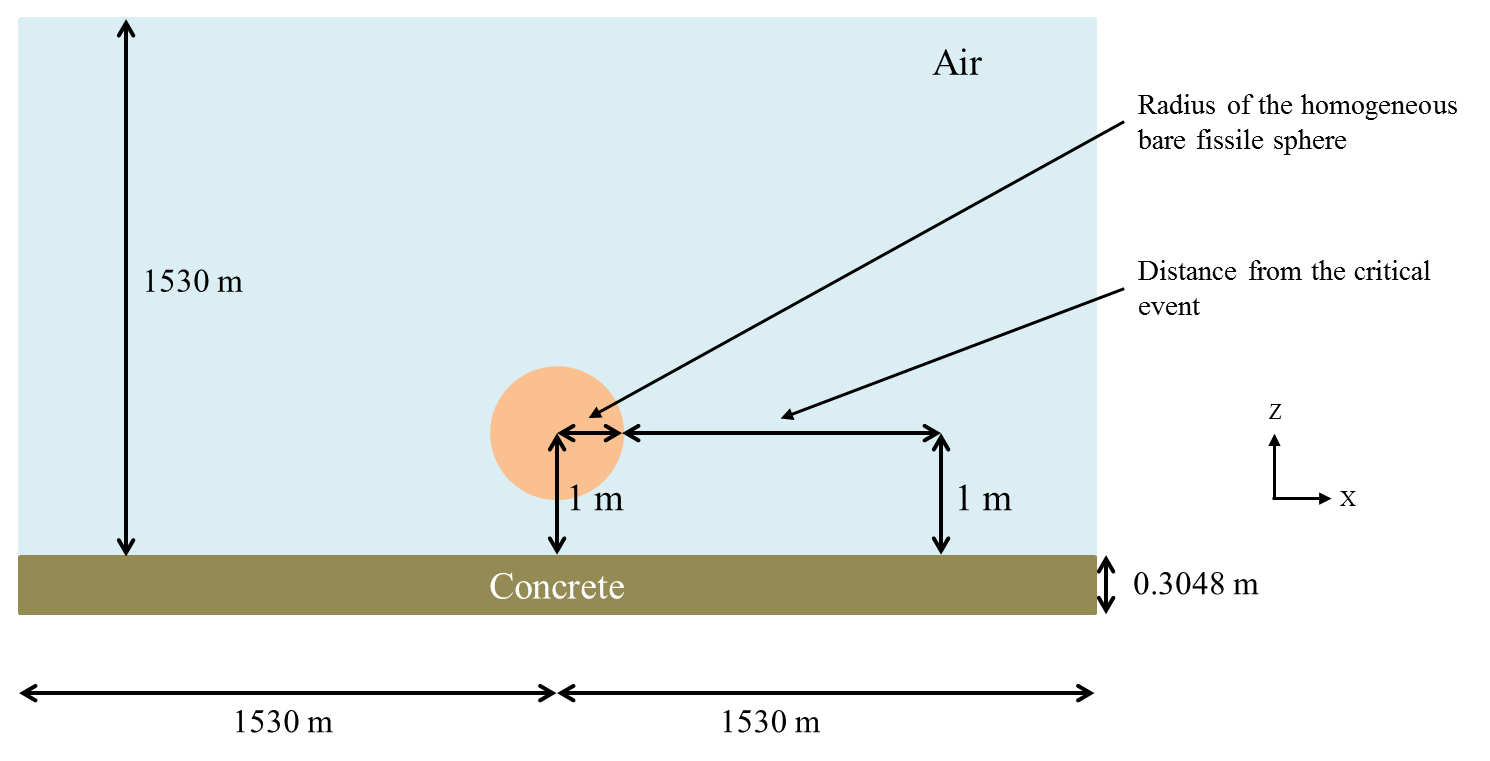 Air
Radius of the homogeneous
bare fissile sphere
1530 m
Distance from the critical
event
Z
X
1 m
1 m
Concrete
0.3048 m
1530 m
1530 m